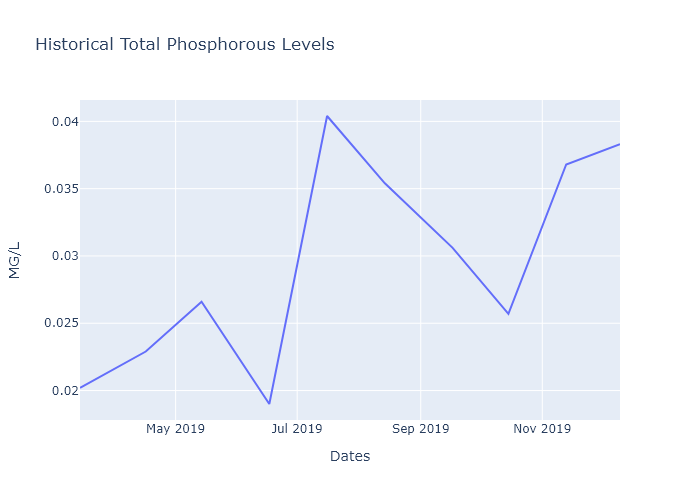 Historical Total Phosphorous Levels
0.04
0.035
0.03
0.025
0.02
MG/L
May 2019
Jul 2019
Sep 2019
Nov 2019
Dates